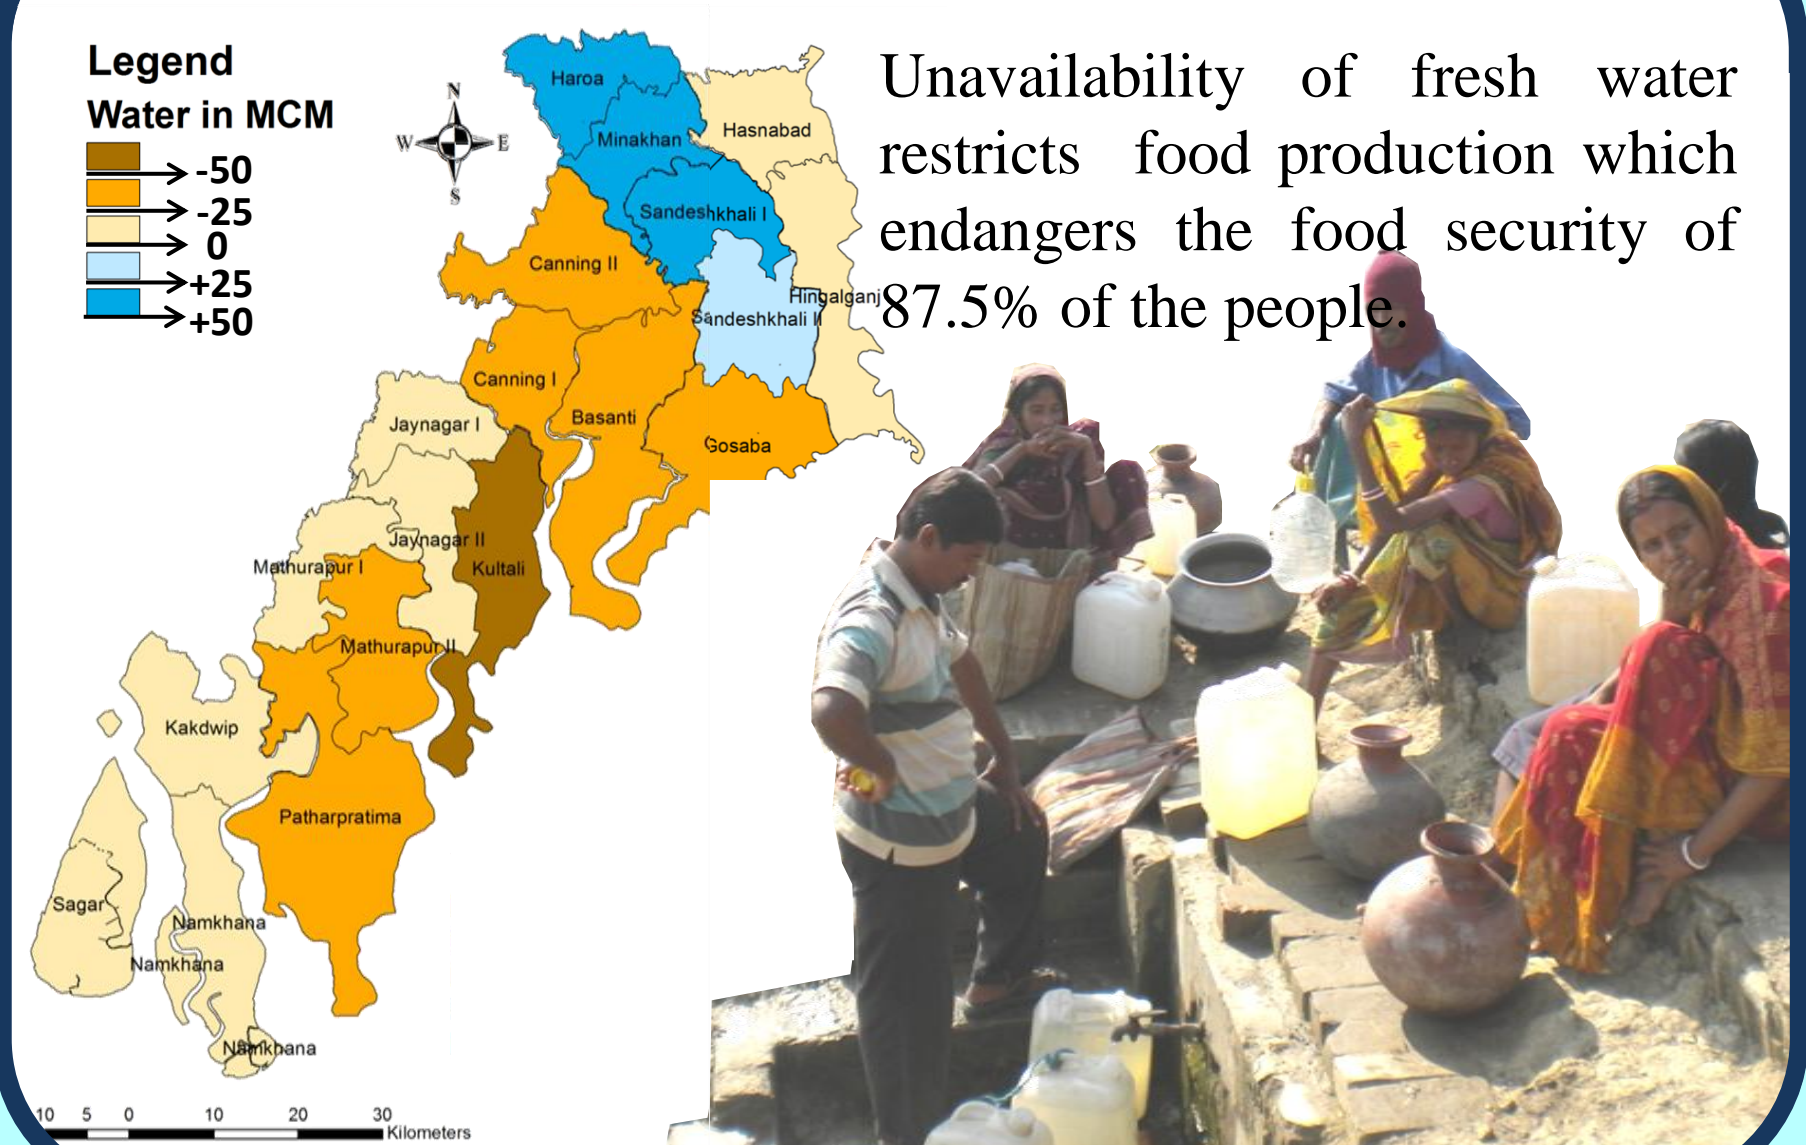 Legend
Water in MCM
-50
-25
0
+25
+50
N
W
E
S
Unavailability of fresh water
restricts food production which
endangers the food security of
87.5% of the people.
Haroa
Minakhan
Hasnabad
Sandeshkhali I
Canning II
Hingalganj
Sandeshkhali II
Canning I
Basanti
Gosaba
Jaynagar I
Jaynagar II
Mathurapur I
Kultali
Mathurapur II
Kakdwip
Patharpratima
Sagar
Namkhana
Namkhana
Namkhana
10 5 0 10 20 30
Kilometers